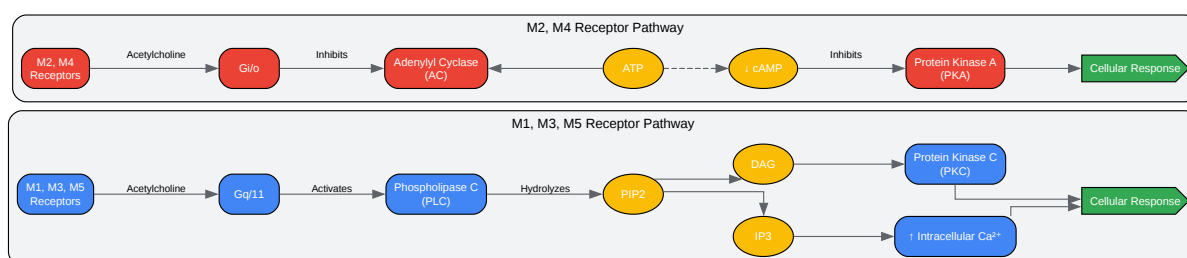 M2, M4 Receptor Pathway
M2, M4
Receptors
Acetylcholine
Gi/o
Inhibits
Adenylyl Cyclase
(AC)
ATP
↓ cAMP
Inhibits
Protein Kinase A
(PKA)
Cellular Response
M1, M3, M5 Receptor Pathway
M1, M3, M5
Receptors
Acetylcholine
Gq/11
Activates
Phospholipase C
(PLC)
Hydrolyzes
PIP2
DAG
Protein Kinase C
(PKC)
IP3
↑ Intracellular Ca²⁺
Cellular Response